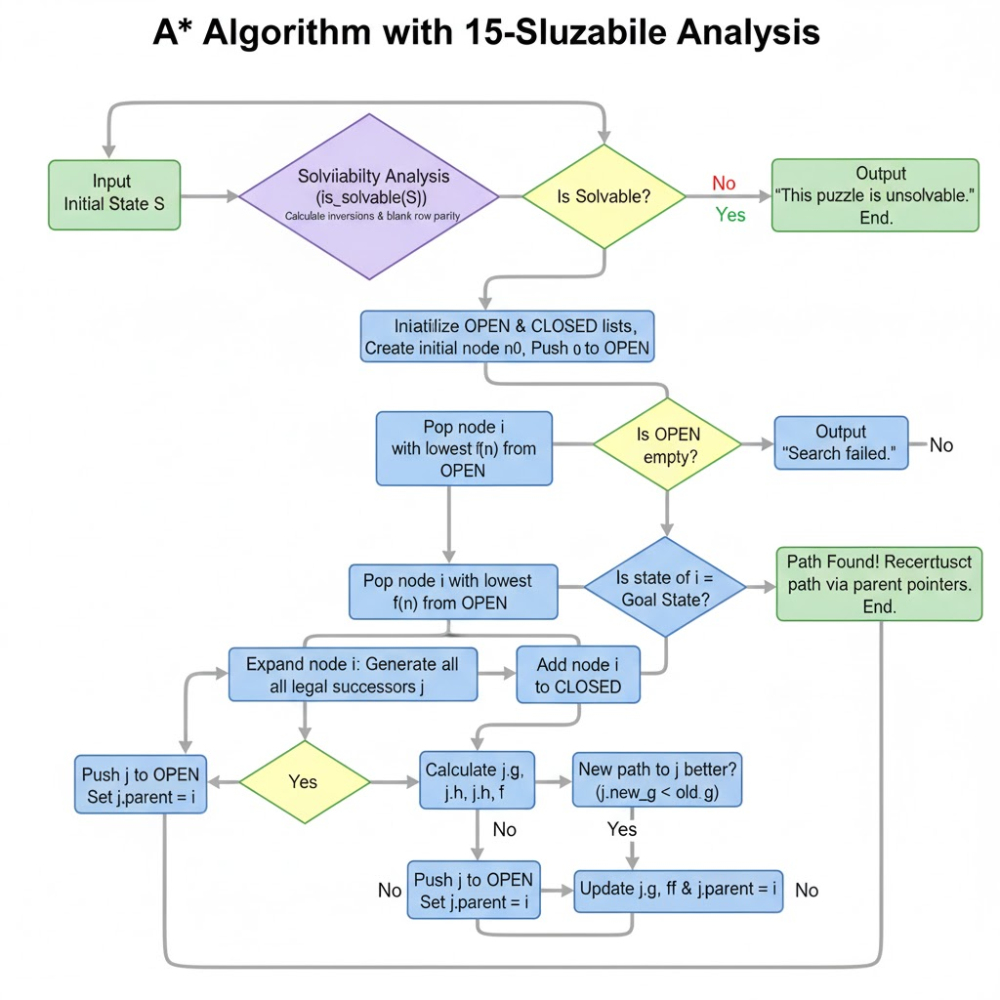 A* Algorithm with 15-Sluzabile Analysis
Input
Initial State S
Solviiabilty Analysis
(is_solvable(S))
Calculate inversions & blank row parity
Is Solvable?
No
Yes
Output
"This puzzle is unsolvable."
End.
Iniatilize OPEN & CLOSED lists,
Create initial node n0, Push 0 to OPEN
Pop node i
with lowest f(n) from
OPEN
Is OPEN
empty?
Output
"Search failed."
No
Pop node i with lowest
f(n) from OPEN
Is state of i =
Goal State?
Path Found! Recertusct
path via parent pointers.
End.
Expand node i: Generate all
all legal successors j
Add node i
to CLOSED
Push j to OPEN
Set j.parent = i
Yes
Calculate j.g,
j.h, j.h, f
New path to j better?
(j.new_g < old. g)
No
Yes
No
Push j to OPEN
Set j.parent = i
Update j.g, ff & j.parent = i
No